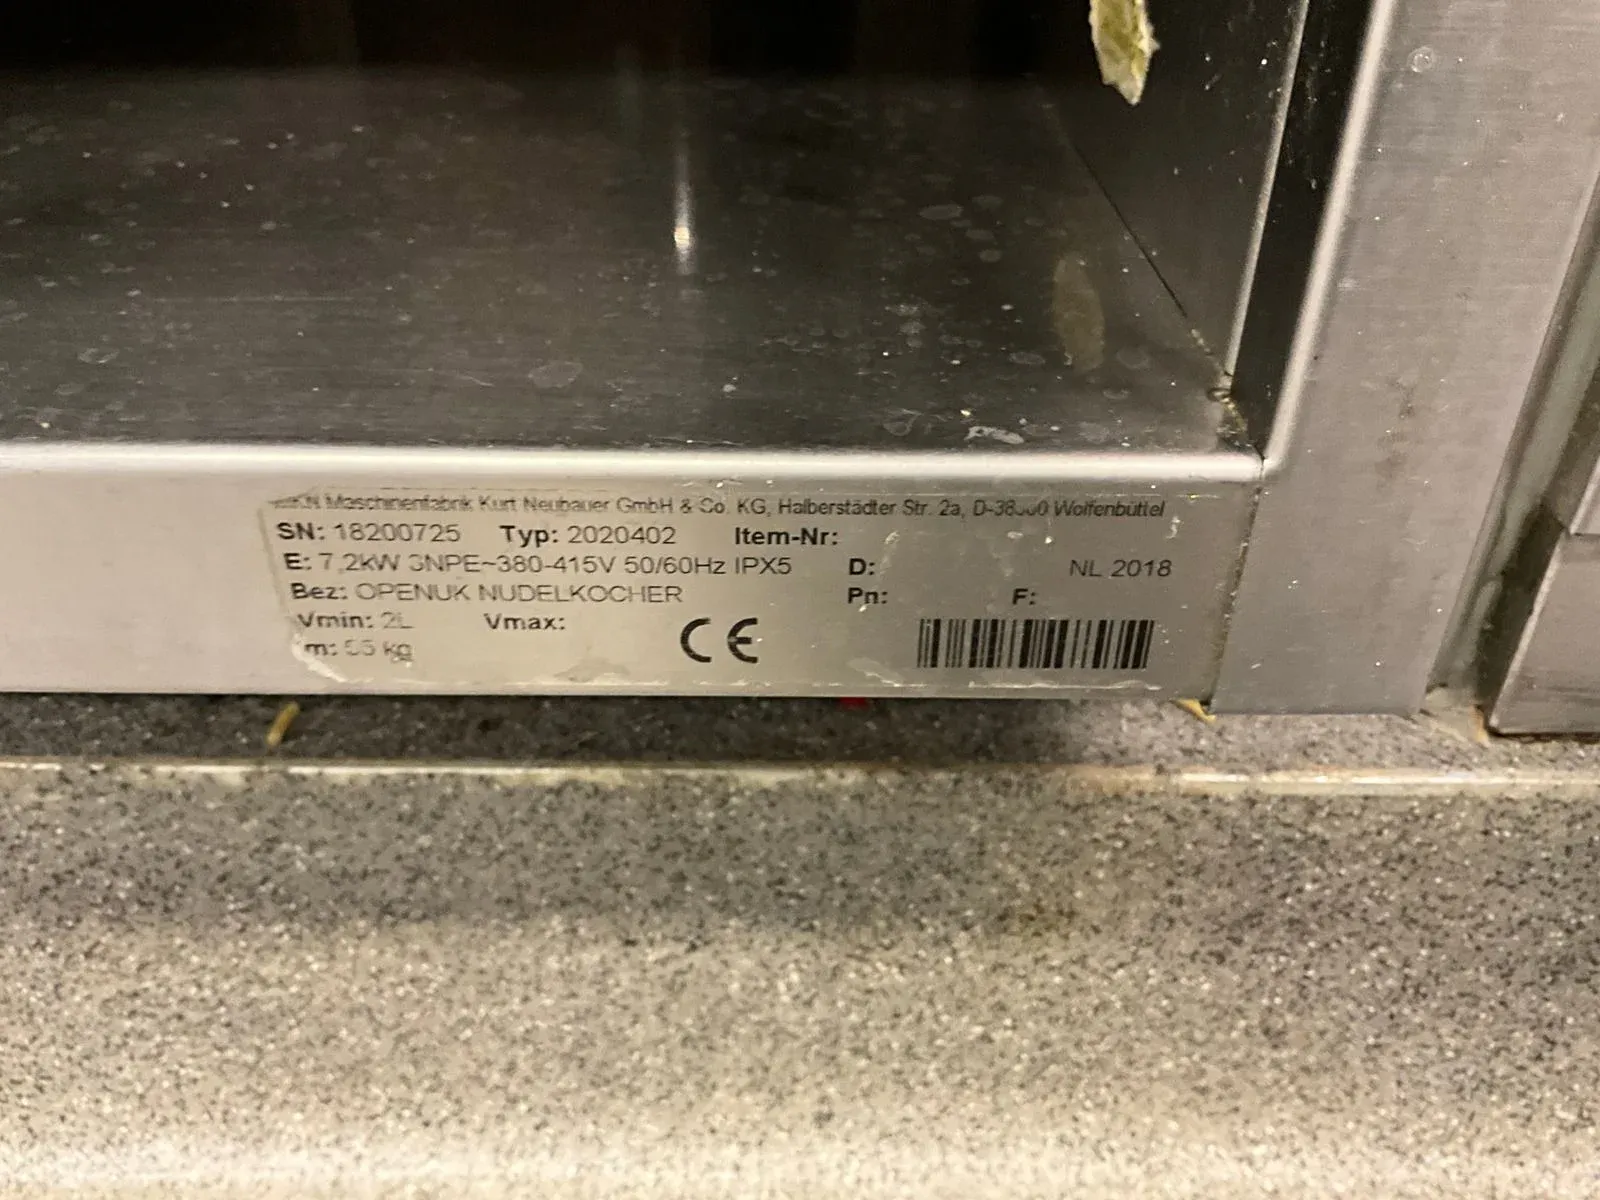 Maschinenfabrik Kurt Neubauer GmbH & Co. KG, Halberstädter Str. 2a, Wolfenbüttel
SN: 18200725 Typ: 2020402 Item-Nr:
E: 7,2kW 3NPE~380-415V 50/60Hz IPX5 D: NL 2018
Bez: OPENUK NUDELKOCHER Pn: F:
Vmin: 2L Vmax: CE
m: kg